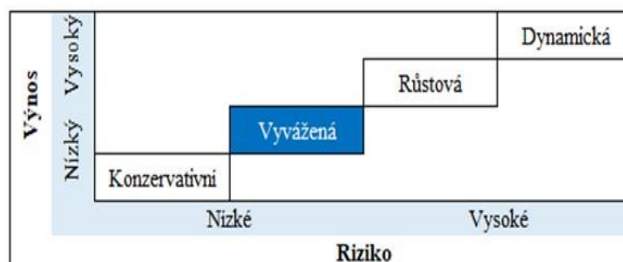 Výnos
Vysoký
Nízký
Dynamická
Růstová
Vyvážená
Konzervativní
Nízké
Vysoké
Riziko